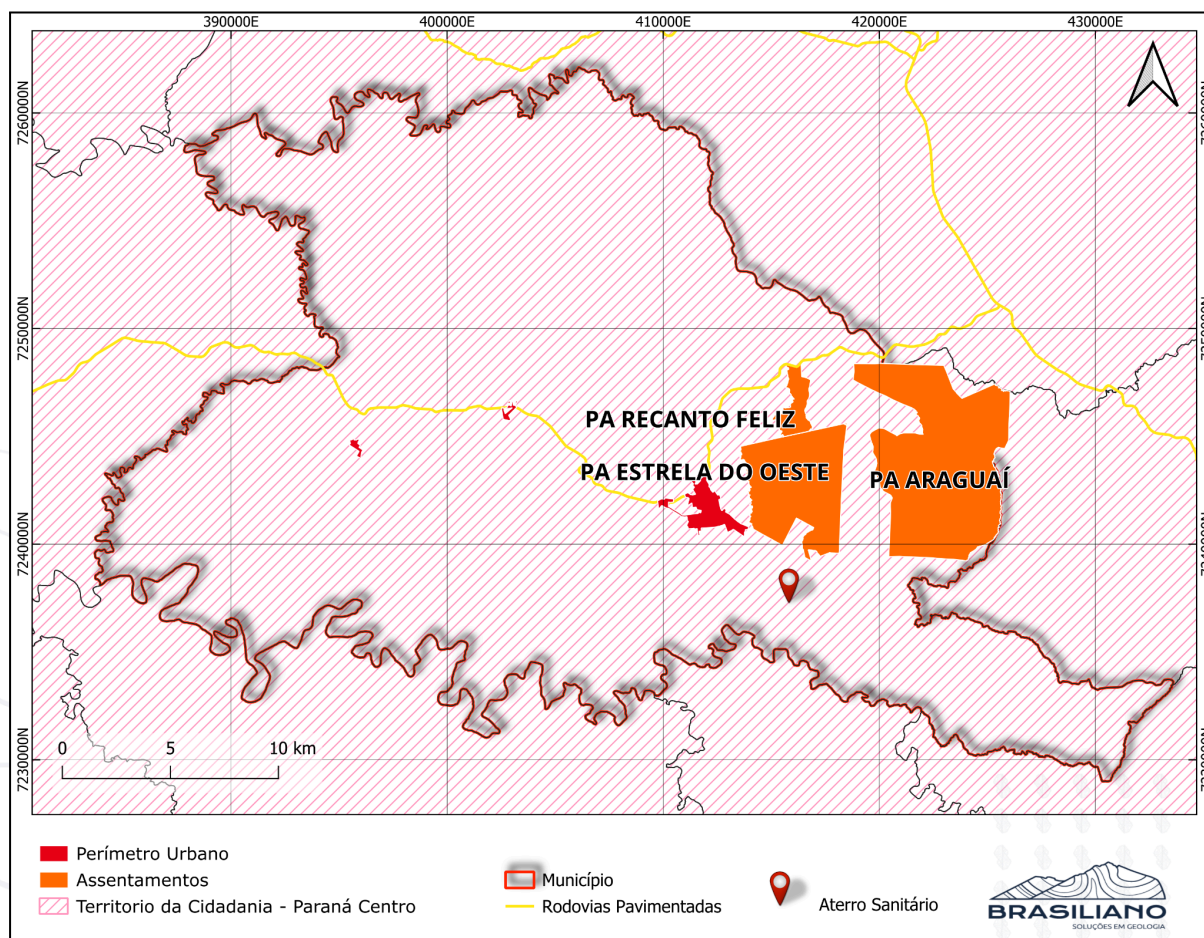 390000E 4000000E 410000E 420000E 430000E
7260000N
7250000N
7240000N
7230000N
PA RECANTO FELIZ
PA ESTRELA DO OESTE
PA ARAGUAÍ
0 5 10 km
Perímetro Urbano
Assentamentos
Territorio da Cidadania - Paraná Centro
Município
Rodovias Pavimentadas
Aterro Sanitário
BRASILIANO
SOLUÇÕES EM GEOLOGIA